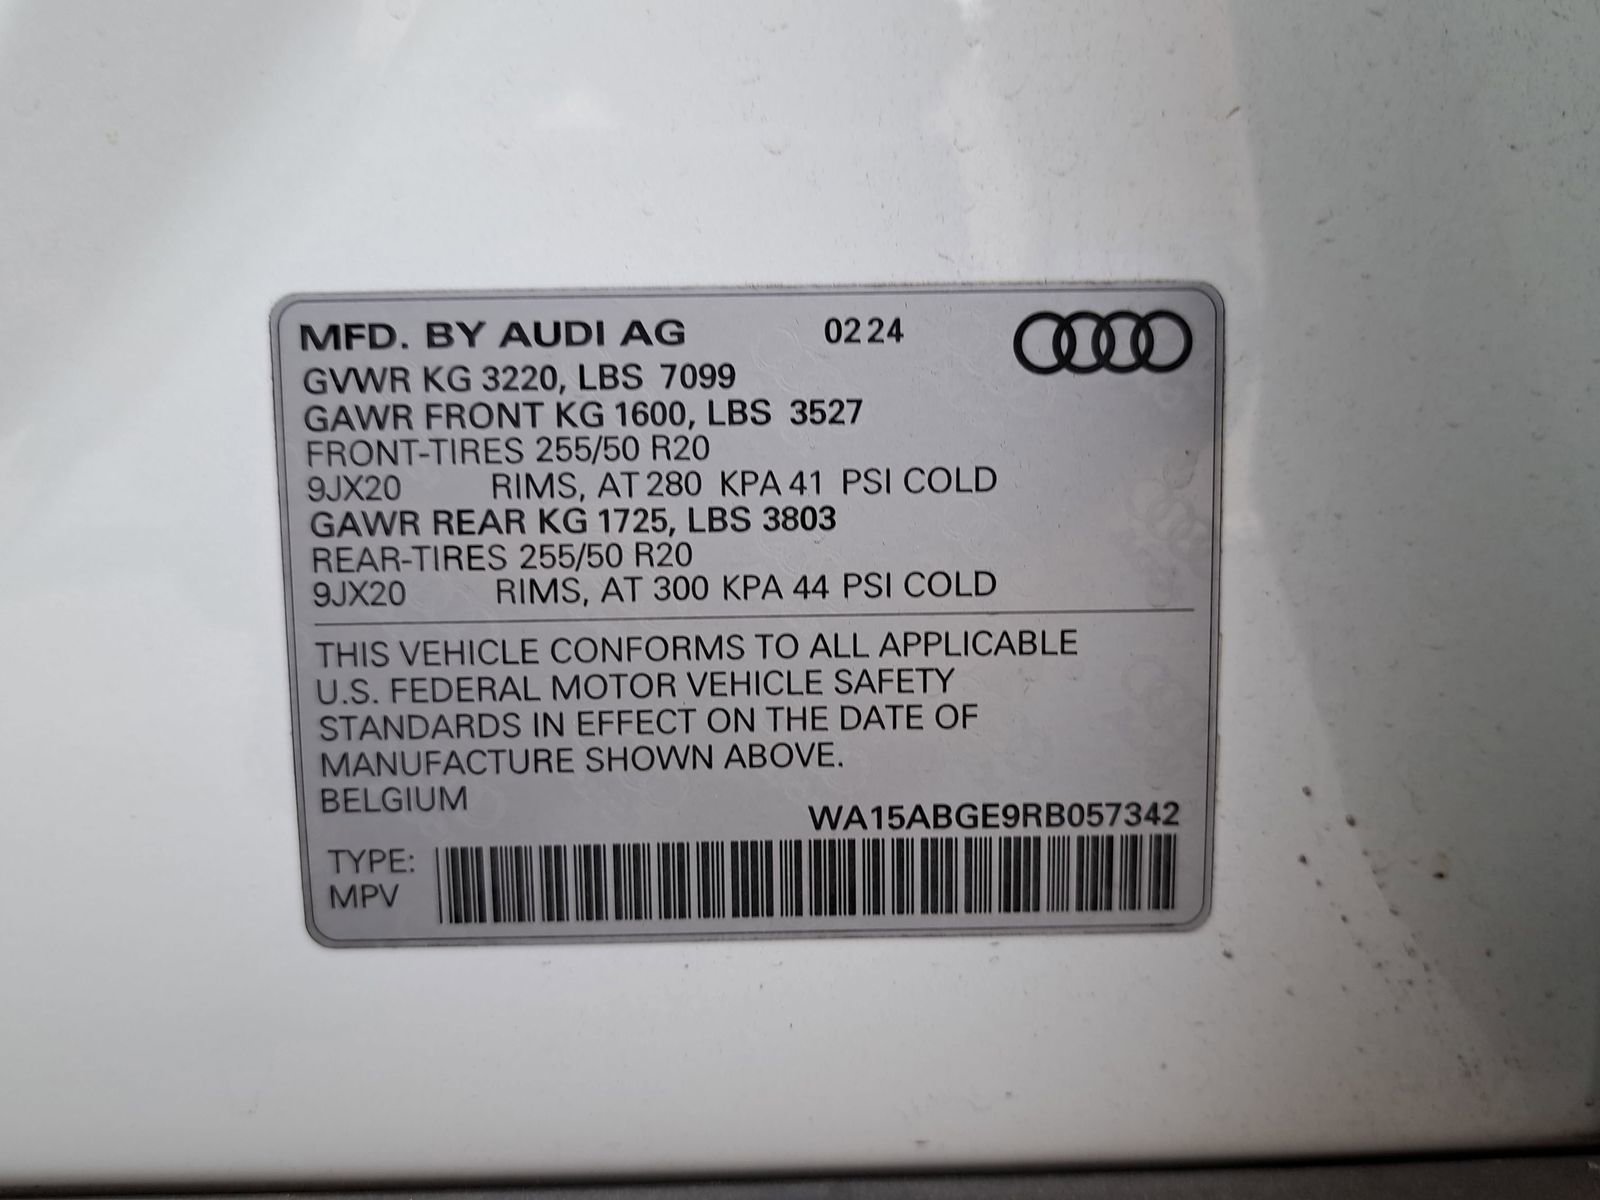 MFD. BY AUDI AG 02 24
GVWR KG 3220, LBS 7099
GAWR FRONT KG 1600, LBS 3527
FRONT-TIRES 255/50 R20
9JX20 RIMS, AT 280 KPA 41 PSI COLD
GAWR REAR KG 1725, LBS 3803
REAR-TIRES 255/50 R20
9JX20 RIMS, AT 300 KPA 44 PSI COLD
THIS VEHICLE CONFORMS TO ALL APPLICABLE
U.S. FEDERAL MOTOR VEHICLE SAFETY
STANDARDS IN EFFECT ON THE DATE OF
MANUFACTURE SHOWN ABOVE.
BELGIUM
WA15ABGE9RB057342
TYPE:
MPV